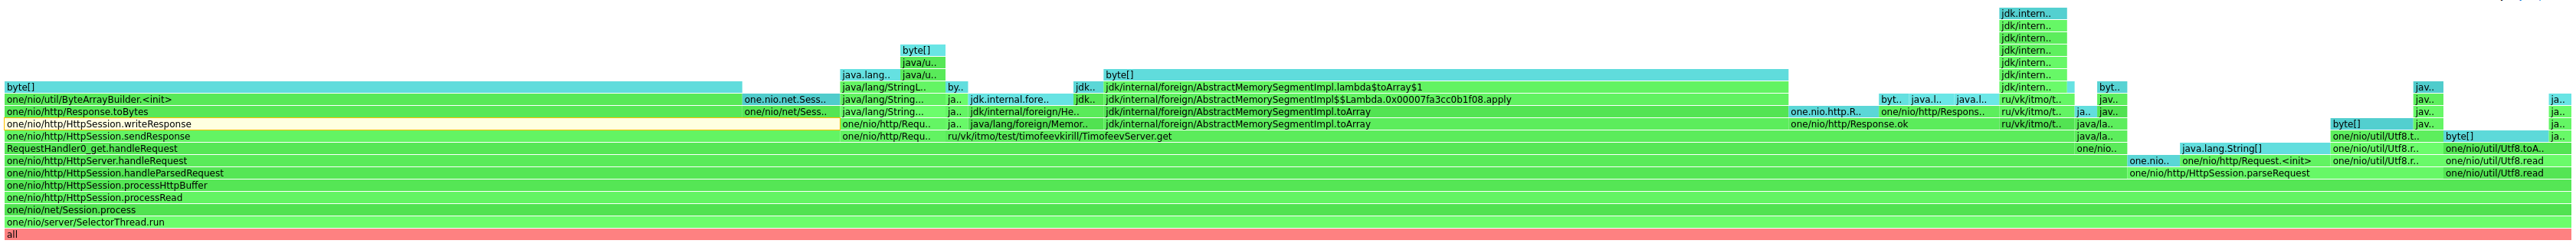 jdk.intern..
jdk/intern..
jdk/intern..
byte[] jdk/intern..
java/u.. jdk/intern..
java.lang.. java/u.. byte[] jdk/intern..
byte[] java/lang/StringL.. by.. jdk.. jdk/internal/foreign/AbstractMemorySegmentImpl.lambda$toArray$1 jdk/intern.. byt.. jav..
one/nio/util/ByteArrayBuilder.<init> one.nio.net.Sess.. java/lang/String... ja.. jdk.internal.fore.. jdk.. jdk/internal/foreign/AbstractMemorySegmentImpl$$Lambda.0x00007fa3cc0b1f08.apply byt.. java.l.. java.l.. ru/vk/itmo/t.. jav.. jav.. ja..
one/nio/http/Response.toBytes one/nio/net/Sess.. java/lang/String... ja.. jdk/internal/foreign/He.. jdk/internal/foreign/AbstractMemorySegmentImpl.toArray one.nio.http.R.. one/nio/http/Respons.. ru/vk/itmo/t.. ja.. jav.. jav.. ja..
one/nio/http/HttpSession.writeResponse one/nio/http/Requ.. ja.. java/lang/foreign/Memor.. jdk/internal/foreign/AbstractMemorySegmentImpl.toArray one/nio/http/Response.ok ru/vk/itmo/t.. java/la.. byte[] jav.. ja..
one/nio/http/HttpSession.sendResponse one/nio/http/Requ.. ru/vk/itmo/test/timofeevkirill/TimofeevServer.get java/la.. one/nio/util/Utf8.t.. byte[] ja..
RequestHandler0_get.handleRequest one/nio.. java.lang.String[] one/nio/util/Utf8.r.. one/nio/util/Utf8.toA..
one/nio/http/HttpServer.handleRequest one.nio.. one/nio/http/Request.<init> one/nio/util/Utf8.r.. one/nio/util/Utf8.read
one/nio/http/HttpSession.handleParsedRequest one/nio/http/HttpSession.parseRequest one/nio/util/Utf8.read
one/nio/http/HttpSession.processHttpBuffer
one/nio/http/HttpSession.processRead
one/nio/net/Session.process
one/nio/server/SelectorThread.run
all